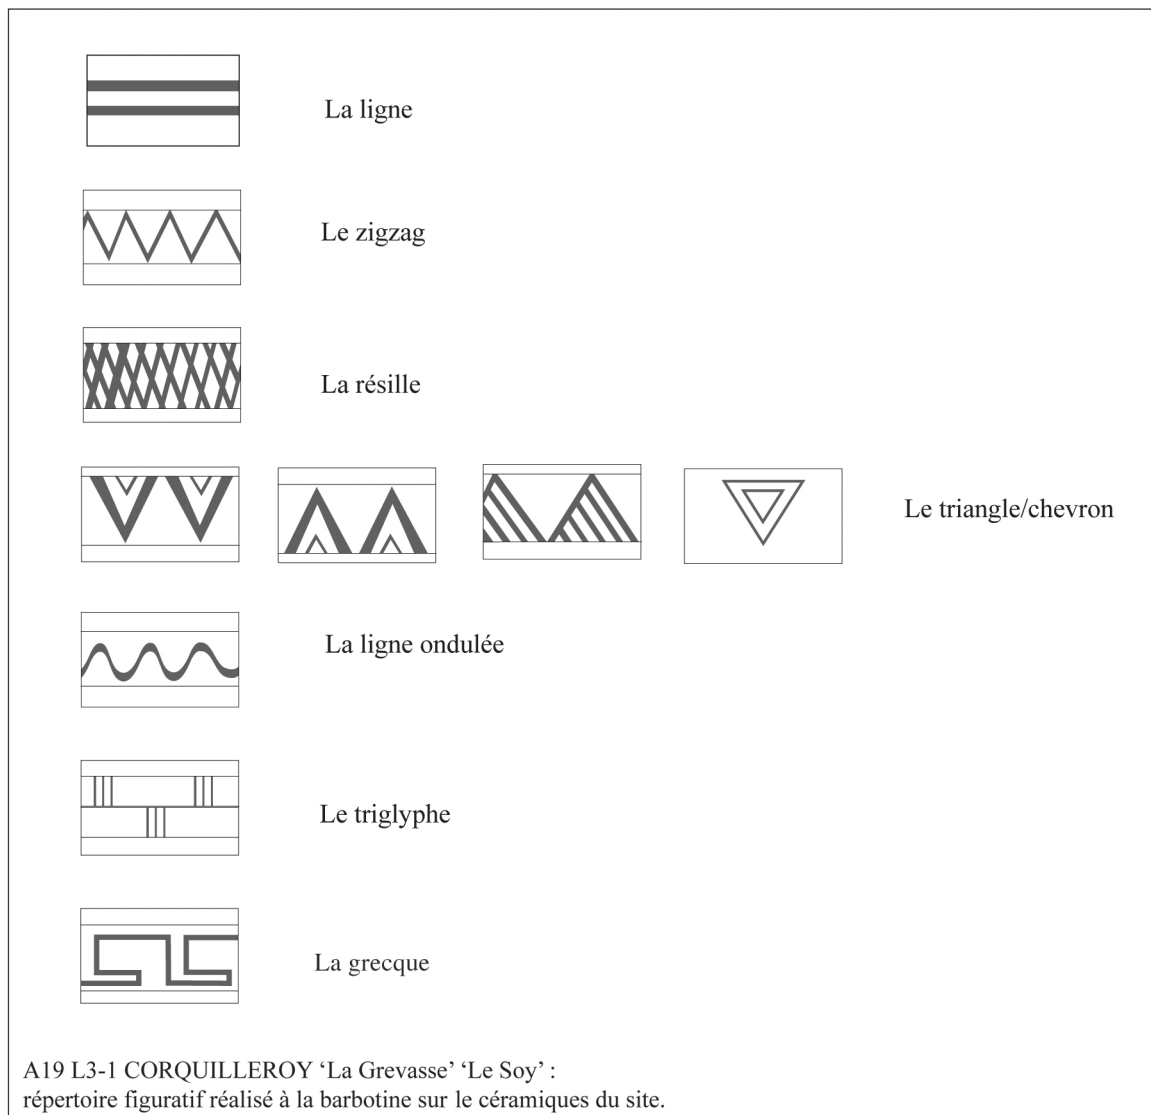 La ligne
Le zigzag
La résille
Le triangle/chevron
La ligne ondulée
Le triglyphe
La grecque
A19 L3-1 CORQUILLEROY ‘La Grevasse’ ‘Le Soy’ :
répertoire figuratif réalisé à la barbotine sur le céramiques du site.